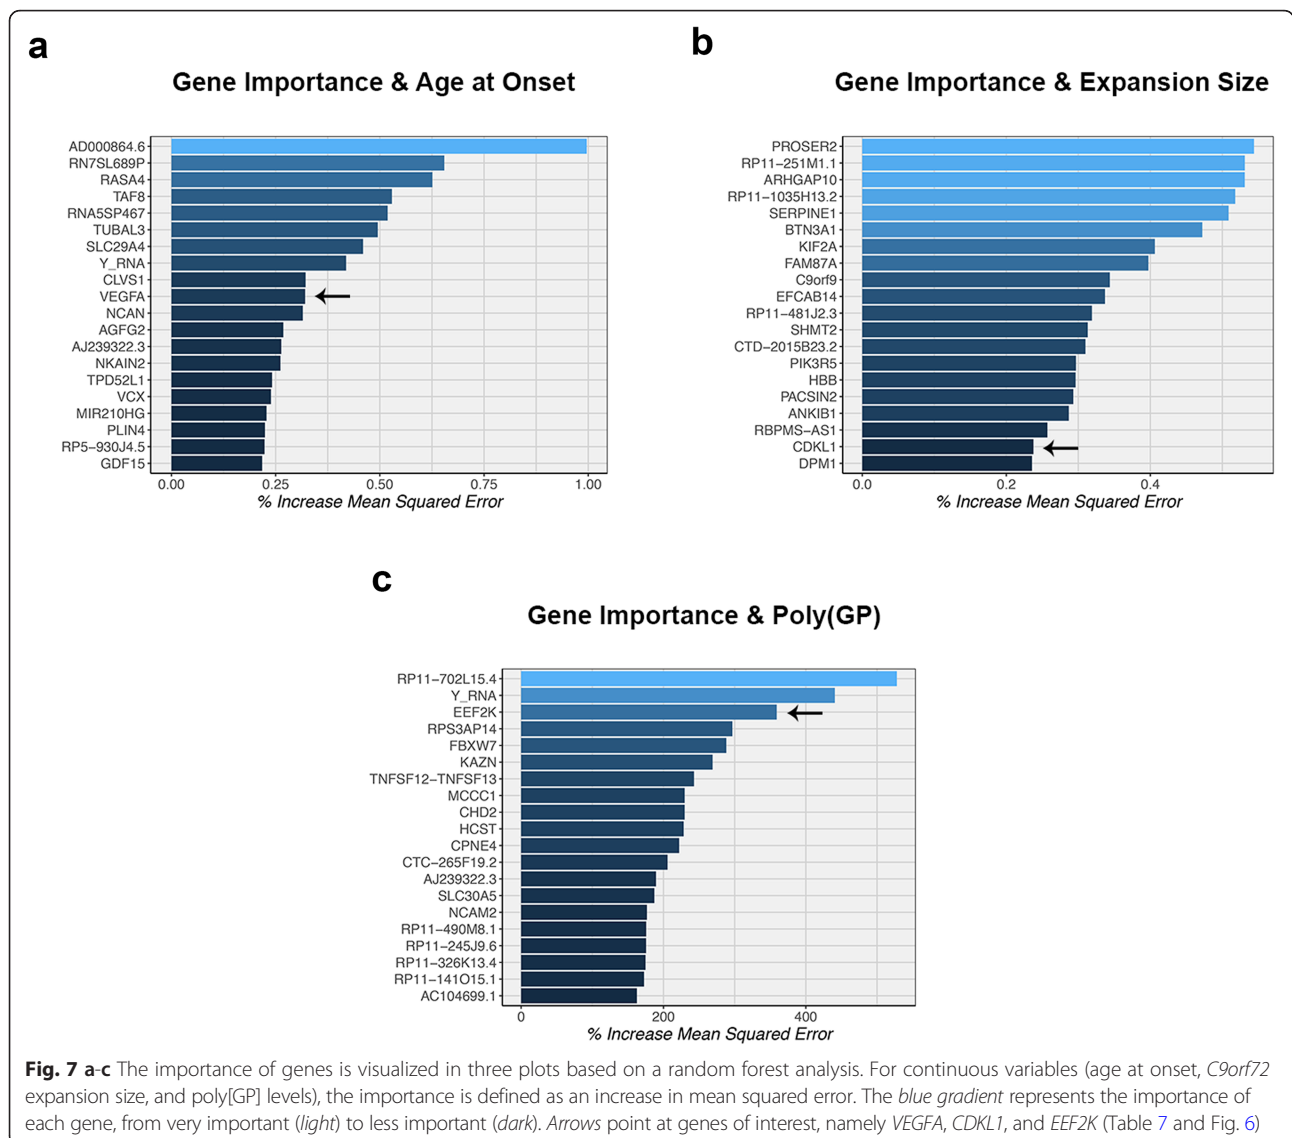 a
Gene Importance & Age at Onset
AD000864.6
RN7SL689P
RASA4
TAF8
RNA5SP467
TUBAL3
SLC29A4
Y_RNA
CLVS1
VEGFA
NCAN
AGFG2
AJ239322.3
NKAIN2
TPD52L1
VCX
MIR210HG
PLIN4
RP5-930J4.5
GDF15
0.00 0.25 0.50 0.75 1.00
% Increase Mean Squared Error
b
Gene Importance & Expansion Size
PROSER2
RP11-251M1.1
ARHGAP10
RP11-1035H13.2
SERPINE1
BTN3A1
KIF2A
FAM87A
C9orf9
EFCAB14
RP11-481J2.3
SHMT2
CTD-2015B23.2
PIK3R5
HBB
PACSIN2
ANKIB1
RBPMS-AS1
CDKL1
DPM1
0.0 0.2 0.4
% Increase Mean Squared Error
c
Gene Importance & Poly(GP)
RP11-702L15.4
Y_RNA
EEF2K
RPS3AP14
FBXW7
KAZN
TNFSF12-TNFSF13
MCCC1
CHD2
HCST
CPNE4
CTC-265F19.2
AJ239322.3
SLC30A5
NCAM2
RP11-490M8.1
RP11-245J9.6
RP11-326K13.4
RP11-141O15.1
AC104699.1
0 200 400
% Increase Mean Squared Error
Fig. 7 a-c The importance of genes is visualized in three plots based on a random forest analysis. For continuous variables (age at onset, C9orf72
expansion size, and poly[GP] levels), the importance is defined as an increase in mean squared error. The blue gradient represents the importance of
each gene, from very important (light) to less important (dark). Arrows point at genes of interest, namely VEGFA, CDKL1, and EEF2K (Table 7 and Fig. 6)